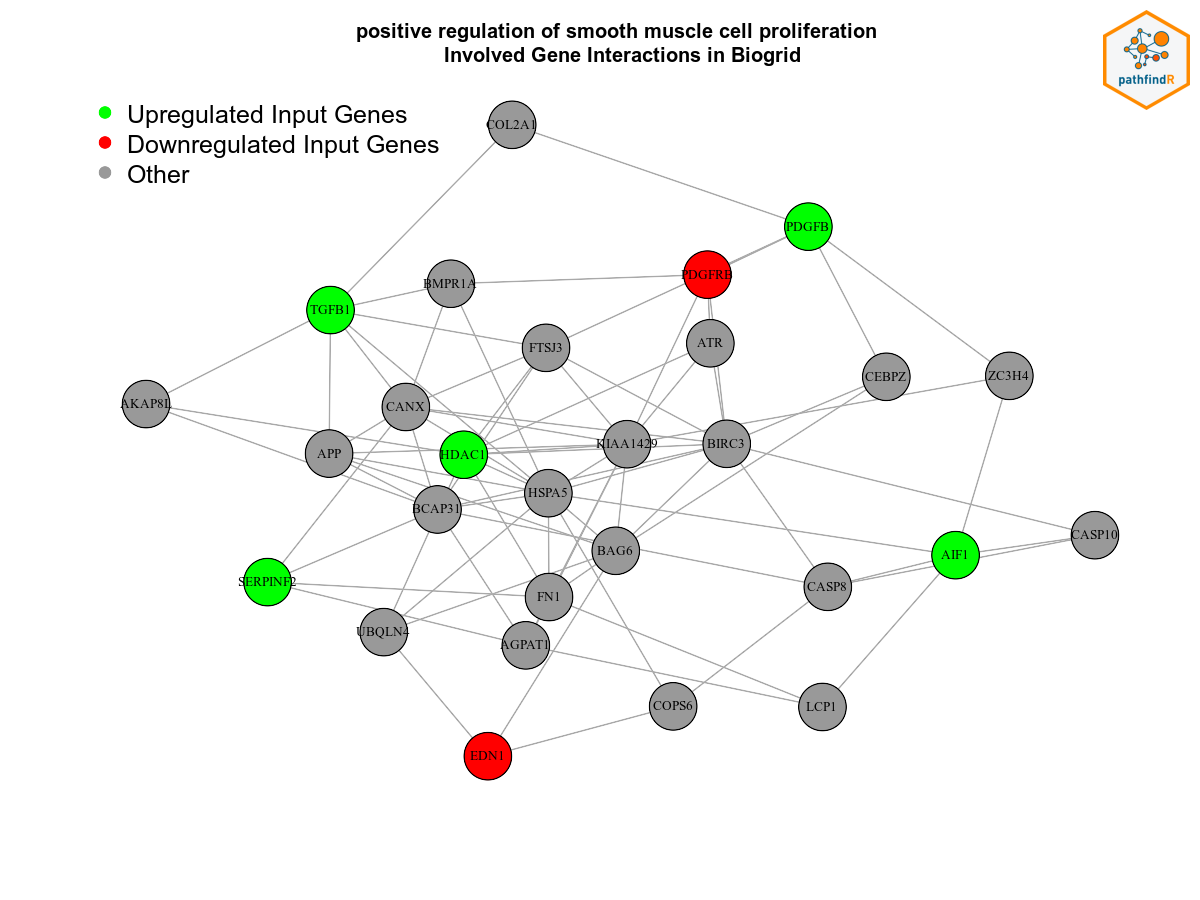 positive regulation of smooth muscle cell proliferation
Involved Gene Interactions in Biogrid
pathfindR
Upregulated Input Genes
Downregulated Input Genes
Other
COL2A1
PDGFB
PDGFRB
BMPR1A
TGFB1
ATR
FTSJ3
CEBPZ
ZC3H4
AKAP8L
CANX
KIAA1429
BIRC3
APP
HDAC1
HSPA5
BCAP31
CASP10
BAG6
AIF1
SERPINF2
CASP8
FN1
UBQLN4
AGPAT1
COPS6
LCP1
EDN1